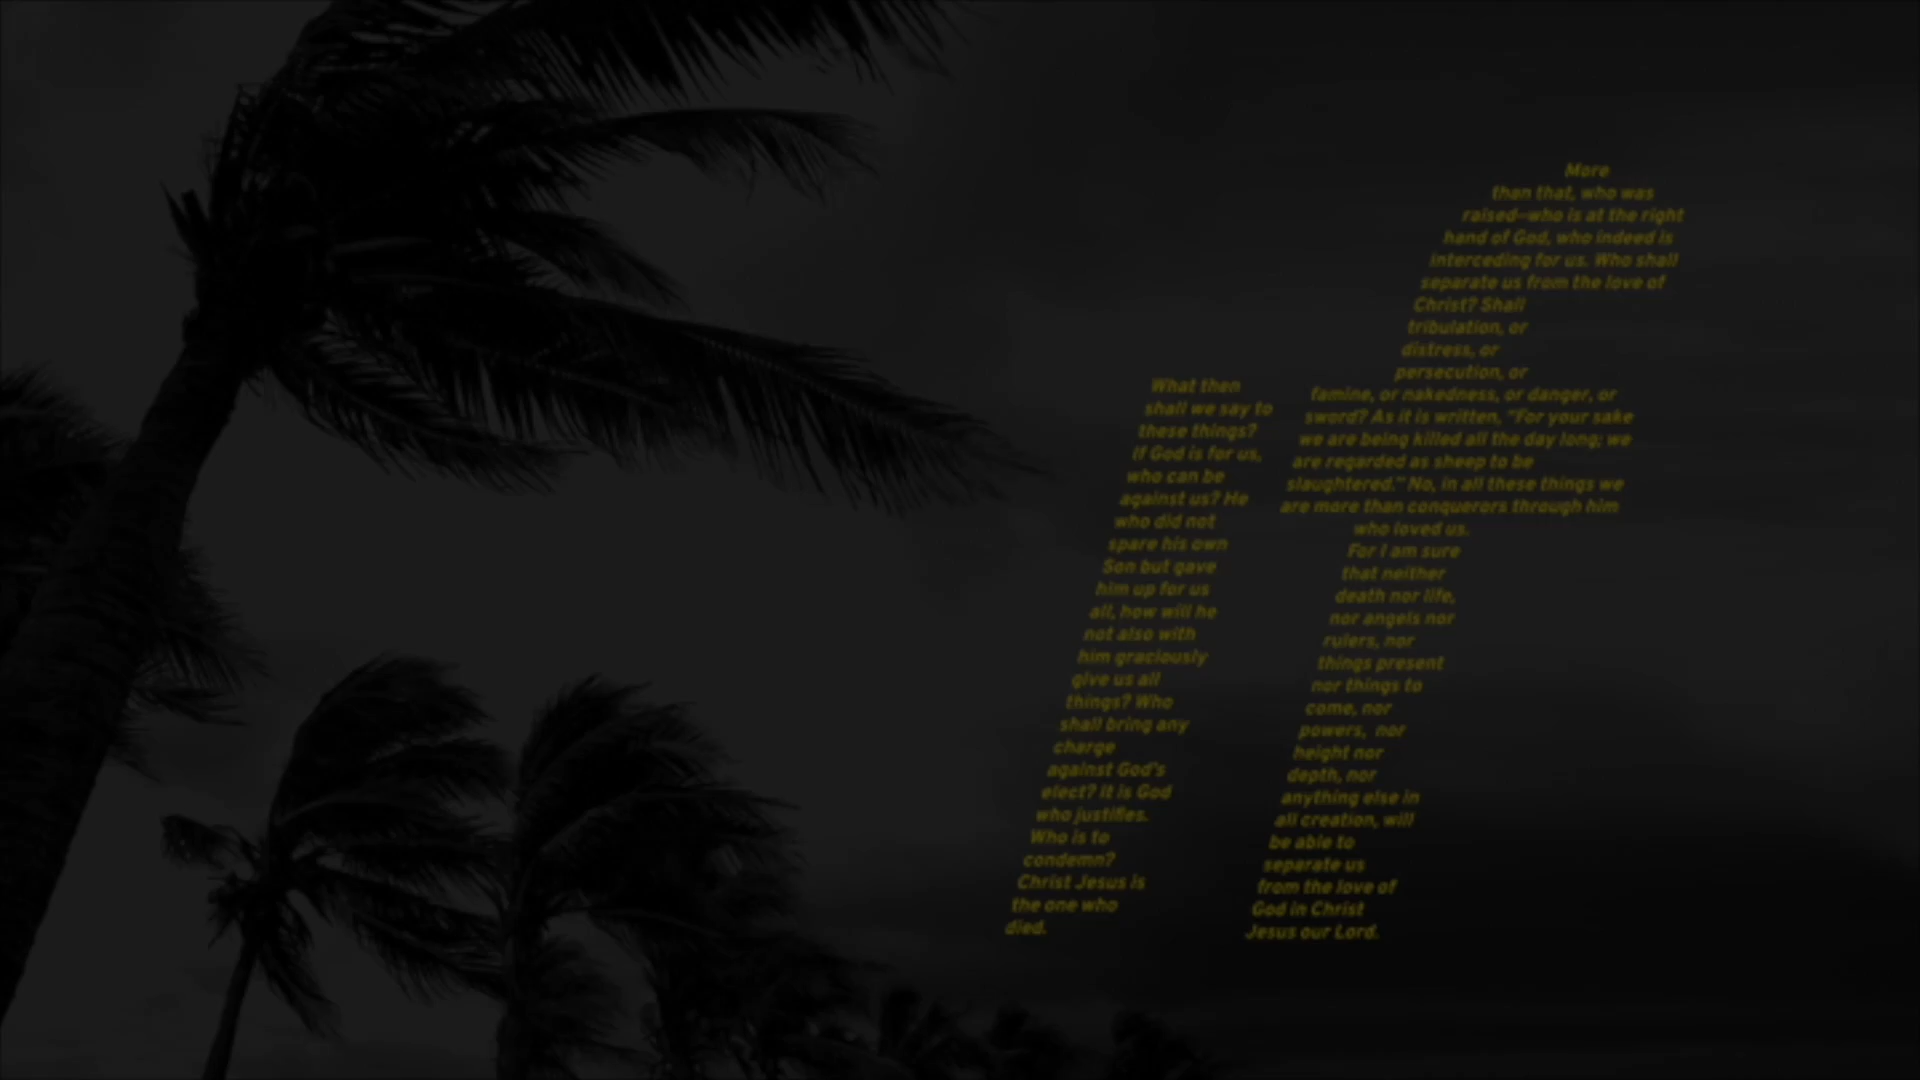 What then
shall we say to
these things?
If God is for us,
who can be
against us? He
who did not
spare his own
Son but gave
him up for us
all, how will he
not also with
him graciously
give us all
things? Who
shall bring any
charge
against God's
elect? It is God
who justifies.
Who is to
condemn?
Christ Jesus is
the one who
died.
More
than that, who was
raised—who is at the right
hand of God, who indeed is
interceding for us. Who shall
separate us from the love of
Christ? Shall
tribulation, or
distress, or
persecution, or
famine, or nakedness, or danger, or
sword? As it is written, "For your sake
we are being killed all the day long; we
are regarded as sheep to be
slaughtered." No, in all these things we
are more than conquerors through him
who loved us.
For I am sure
that neither
death nor life,
nor angels nor
rulers, nor
things present
nor things to
come, nor
powers, nor
height nor
depth, nor
anything else in
all creation, will
be able to
separate us
from the love of
God in Christ
Jesus our Lord.